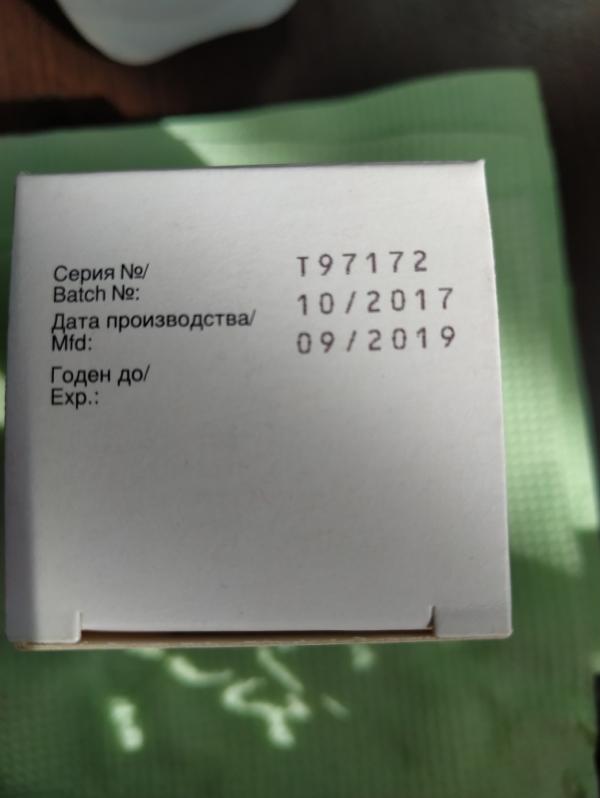 Серия №/ T97172
Batch №: 10/2017
Дата производства/
Mfd: 09/2019
Годен до/
Exp.: